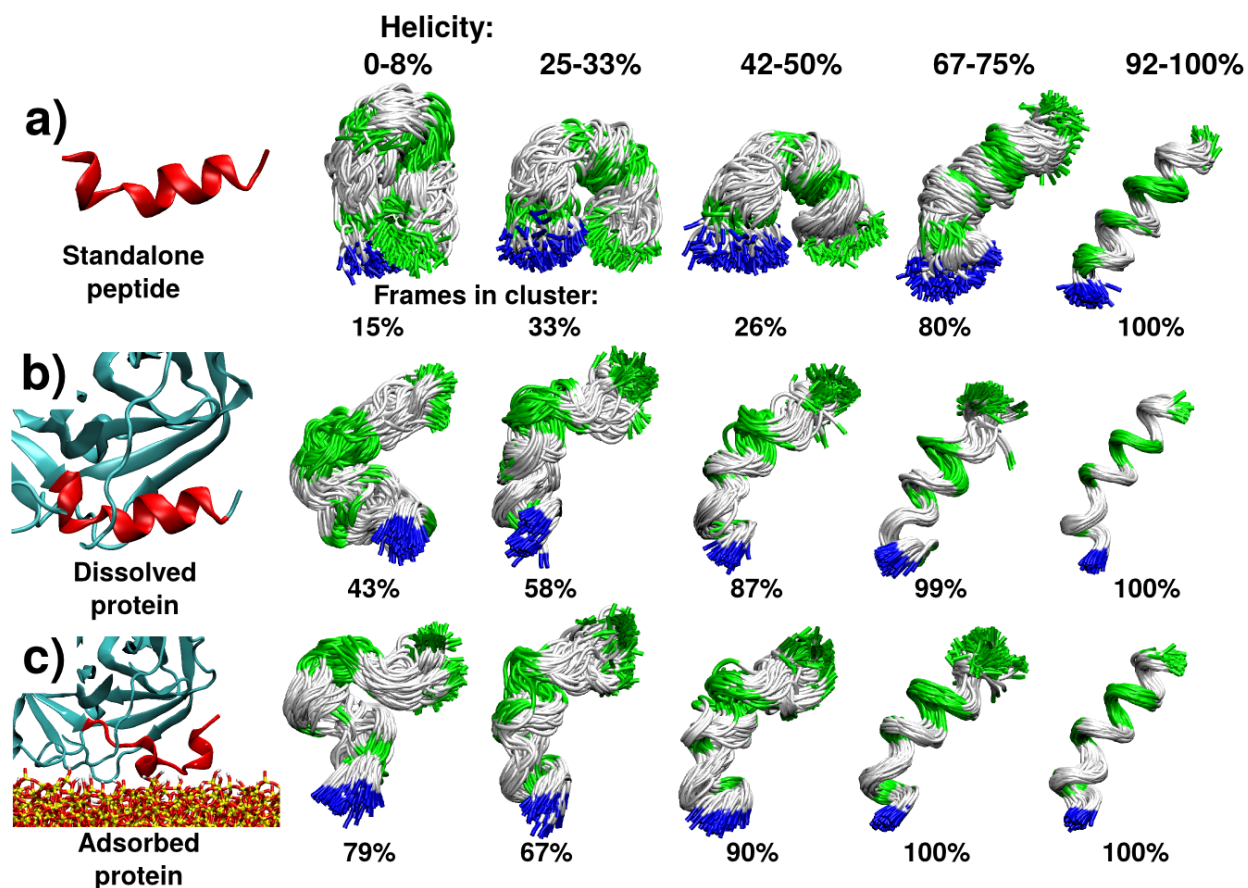 Helicity:
0-8% 25-33% 42-50% 67-75% 92-100%
a)
Standalone
peptide
Frames in cluster:
15% 33% 26% 80% 100%
b)
Dissolved
protein
43% 58% 87% 99% 100%
c)
Adsorbed
protein
79% 67% 90% 100% 100%